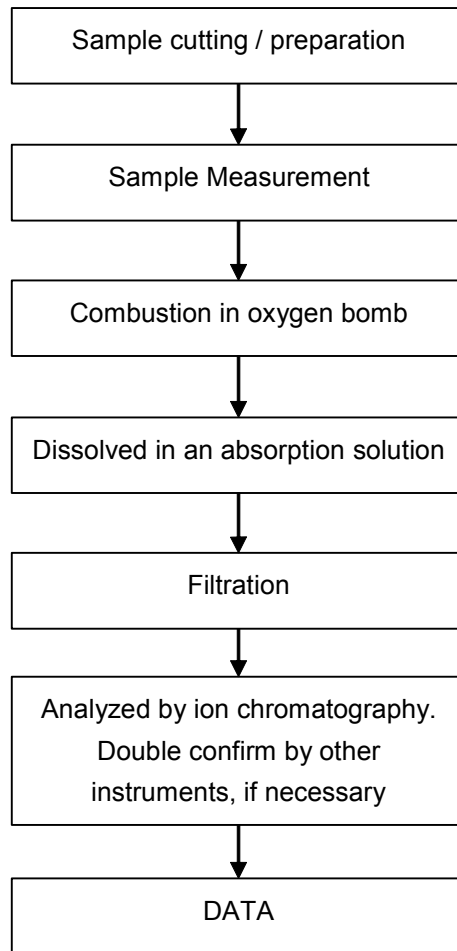 Sample cutting / preparation
Sample Measurement
Combustion in oxygen bomb
Dissolved in an absorption solution
Filtration
Analyzed by ion chromatography.
Double confirm by other
instruments, if necessary
DATA